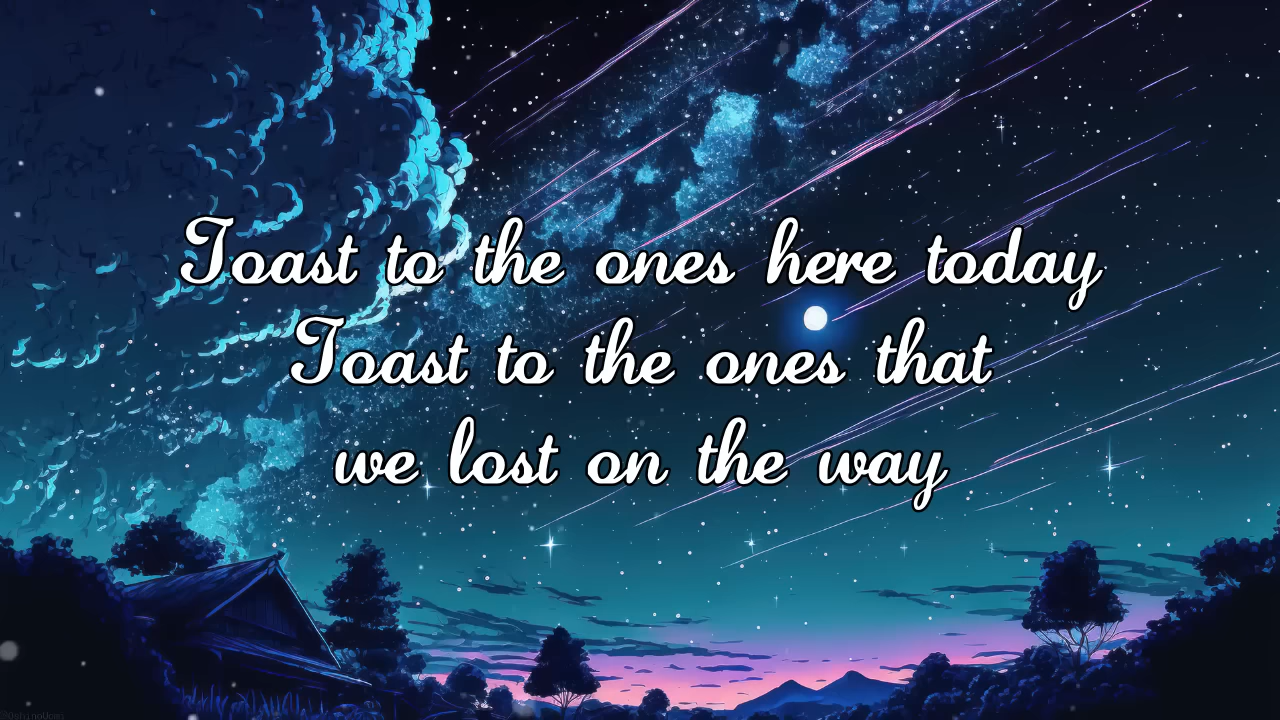 Toast to the ones here today
Toast to the ones that
we lost on the way